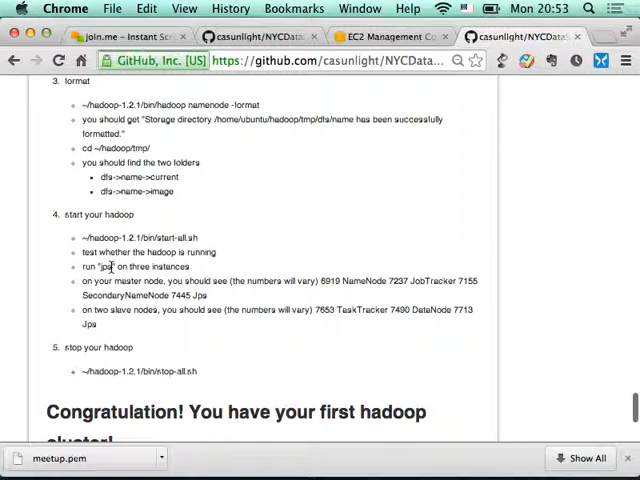 Chrome File Edit View History Bookmarks Window Mon 20:53
join.me – Instant Scr casunlight/NYCData EC2 Management Co casunlight/NYCData
GitHub, Inc. [US] https://github.com/casunlight/NYCData...
3. format
~/hadoop-1.2.1/bin/hadoop namenode -format
you should get "Storage directory /home/ubuntu/hadoop/tmp/dfs/name has been successfully
formatted."
cd ~/hadoop/tmp/
you should find the two folders
dfs->name->current
dfs->name->image
4. start your hadoop
~/hadoop-1.2.1/bin/start-all.sh
test whether the hadoop is running
run "jps" on three instances
on your master node, you should see (the numbers will vary) 6919 NameNode 7237 JobTracker 7155
SecondaryNameNode 7445 Jps
on two slave nodes, you should see (the numbers will vary) 7653 TaskTracker 7490 DataNode 7713
Jps
5. stop your hadoop
~/hadoop-1.2.1/bin/stop-all.sh
Congratulation! You have your first hadoop
cluster!
meetup.pem Show All